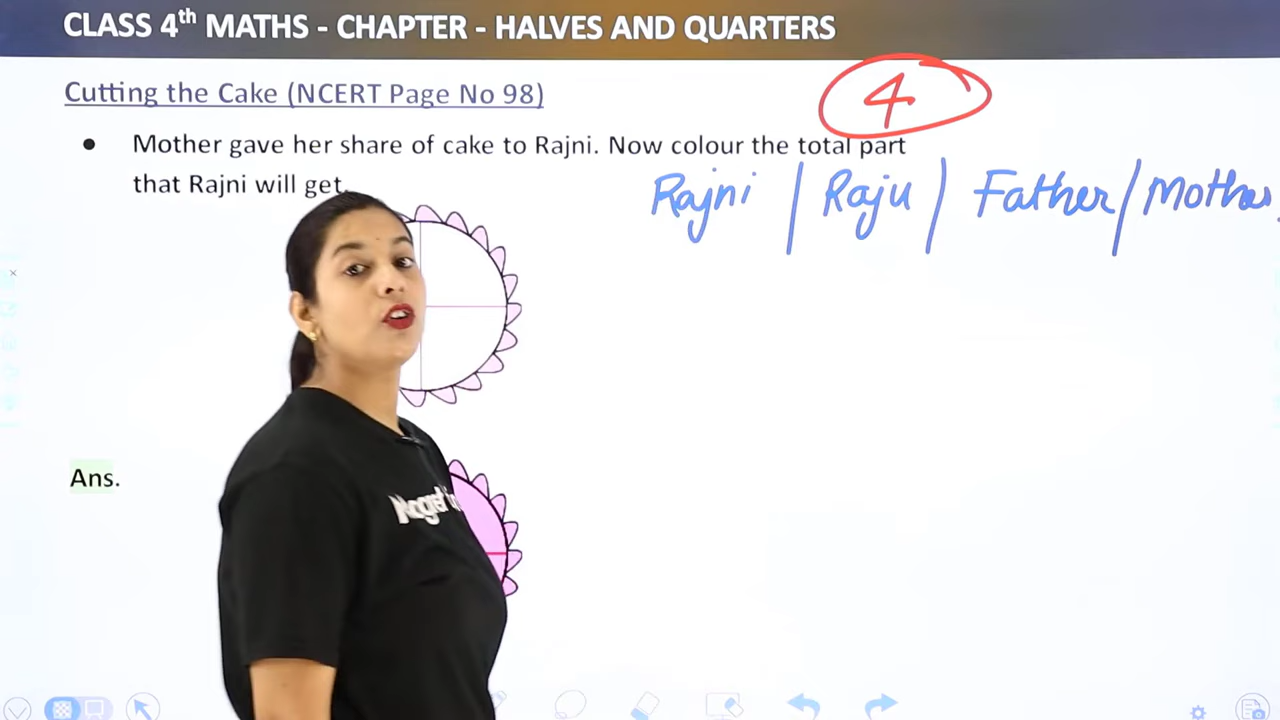 CLASS 4th MATHS - CHAPTER - HALVES AND QUARTERS
Cutting the Cake (NCERT Page No 98)
4
● Mother gave her share of cake to Rajni. Now colour the total part
that Rajni will get.
Rajni / Raju / Father / Mother
Ans.